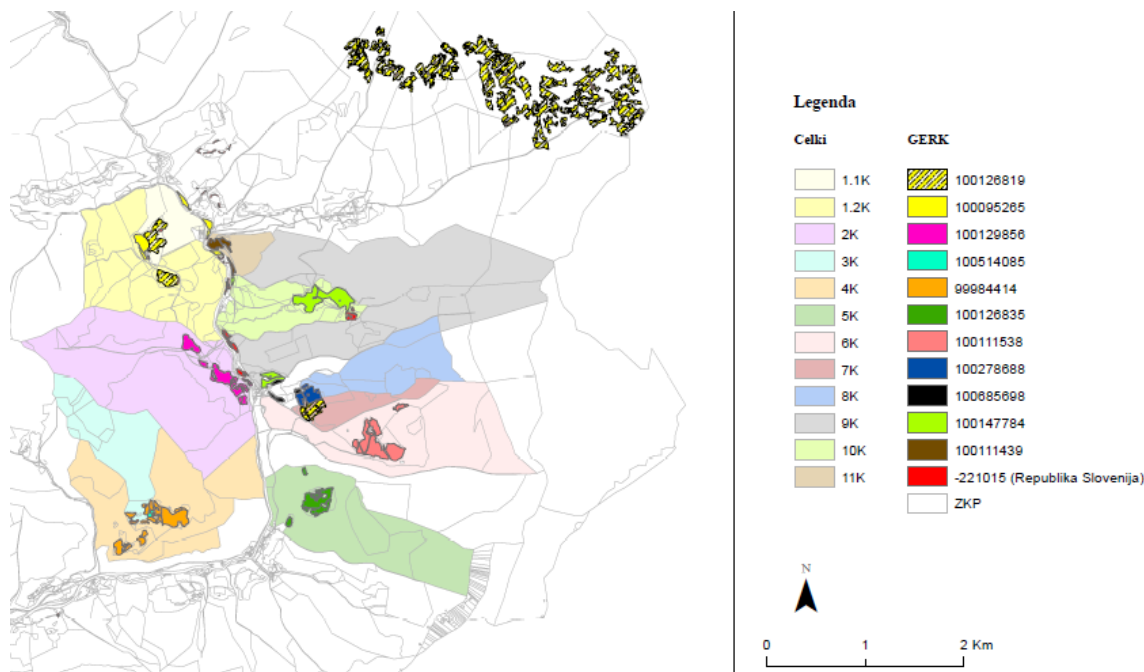 Legenda
Celki GERK
1.1K 100126819
1.2K 100095265
2K 100129856
3K 100514085
4K 99984414
5K 100126835
6K 100111538
7K 100278688
8K 100685698
9K 100147784
10K 100111439
11K -221015 (Republika Slovenija)
ZKP
N
0 1 2 Km